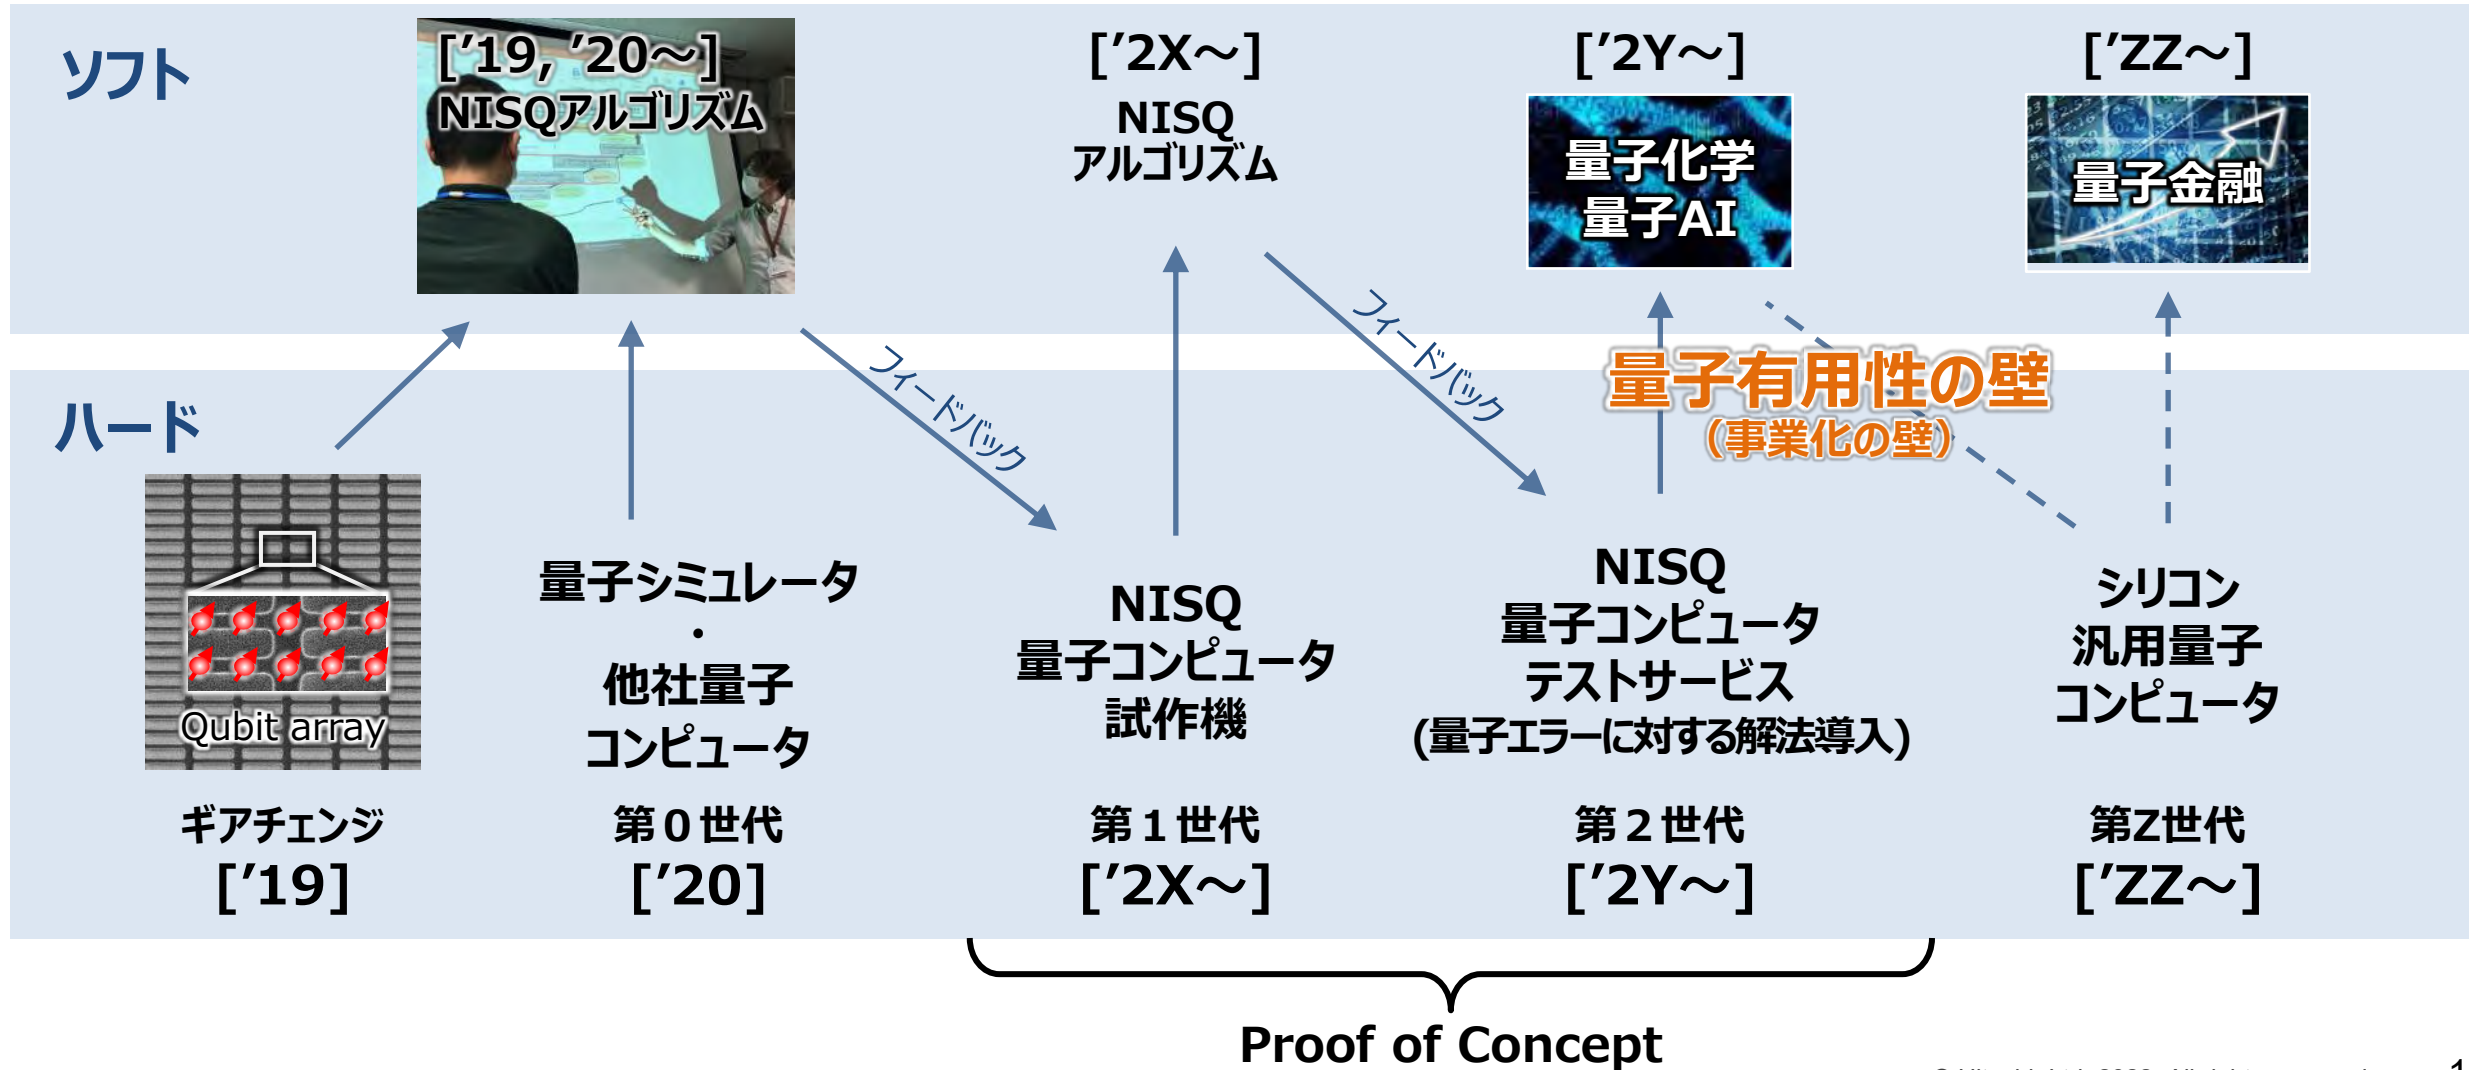 ソフト
['19, '20～]
NISQアルゴリズム
['2X～]
NISQ
アルゴリズム
['2Y～]
量子化学
量子AI
['ZZ～]
量子金融
フィードバック
フィードバック
量子有用性の壁
（事業化の壁）
ハード
Qubit array
ギアチェンジ
['19]
量子シミュレータ
・
他社量子
コンピュータ
第０世代
['20]
NISQ
量子コンピュータ
試作機
第１世代
['2X～]
NISQ
量子コンピュータ
テストサービス
(量子エラーに対する解法導入)
第２世代
['2Y～]
シリコン
汎用量子
コンピュータ
第Z世代
['ZZ～]
Proof of Concept
1